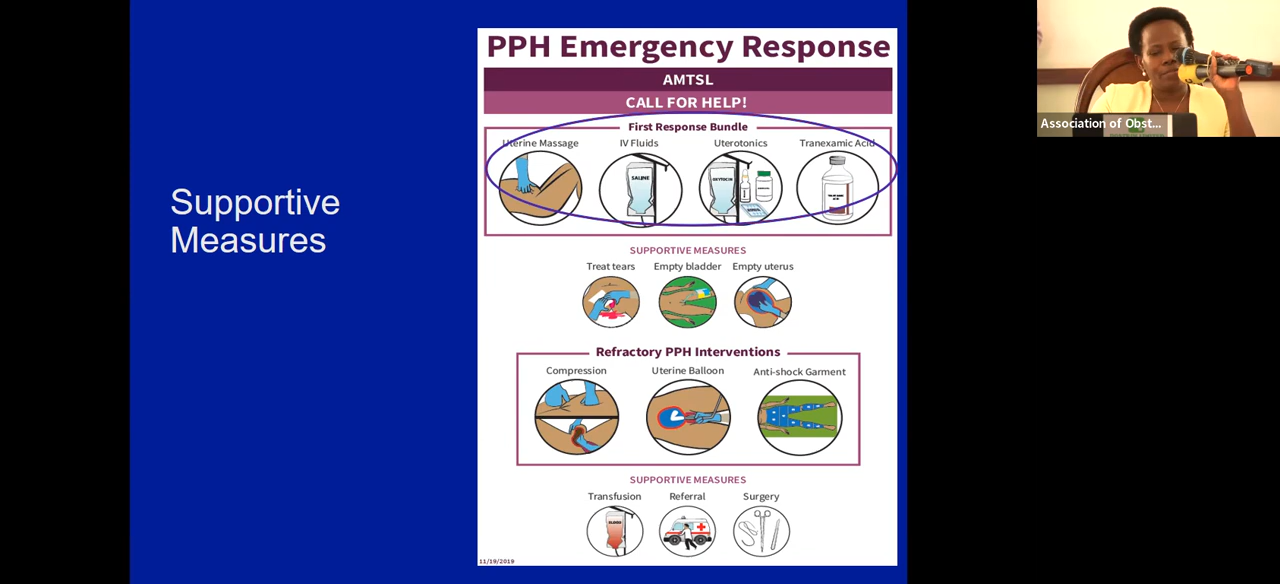 Supportive
Measures
PPH Emergency Response
AMTSL
CALL FOR HELP!
First Response Bundle
Uterine Massage
IV Fluids
Uterotonics
Tranexamic Acid
SALINE
OXYTOCIN
SUPPORTIVE MEASURES
Treat tears
Empty bladder
Empty uterus
Refractory PPH Interventions
Compression
Uterine Balloon
Anti-shock Garment
SUPPORTIVE MEASURES
Transfusion
Referral
Surgery
BLOOD
11/19/2019
Association of Obst...